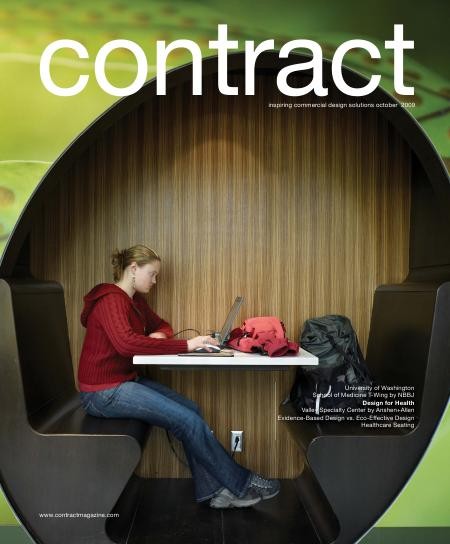 contract
inspiring commercial design solutions october 2009
University of Washington
School of Medicine T-Wing by NBBJ
Design for Health
Valley Specialty Center by Anshen+Allen
Evidence-Based Design vs. Eco-Effective Design
Healthcare Seating
www.contractmagazine.com